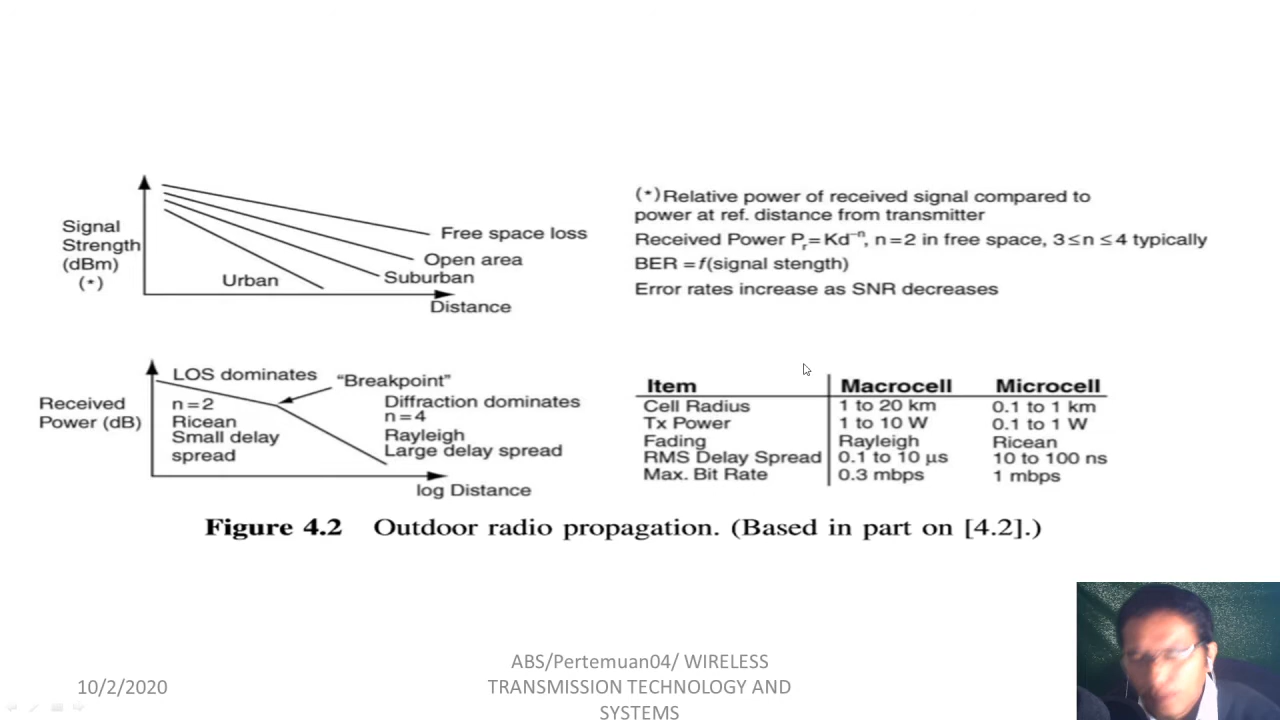 Signal
Strength
(dBm)
(*)
Free space loss
Open area
Suburban
Urban
Distance
(*)Relative power of received signal compared to
power at ref. distance from transmitter
Received Power Pr=Kd⁻ⁿ, n=2 in free space, 3≤n≤4 typically
BER =f(signal stength)
Error rates increase as SNR decreases
Received
Power (dB)
LOS dominates
n=2
Ricean
Small delay
spread
"Breakpoint"
Diffraction dominates
n=4
Rayleigh
Large delay spread
log Distance
Item Macrocell Microcell
Cell Radius 1 to 20 km 0.1 to 1 km
Tx Power 1 to 10 W 0.1 to 1 W
Fading Rayleigh Ricean
RMS Delay Spread 0.1 to 10 μs 10 to 100 ns
Max. Bit Rate 0.3 mbps 1 mbps
Figure 4.2 Outdoor radio propagation. (Based in part on [4.2].)
10/2/2020
ABS/Pertemuan04/ WIRELESS
TRANSMISSION TECHNOLOGY AND
SYSTEMS